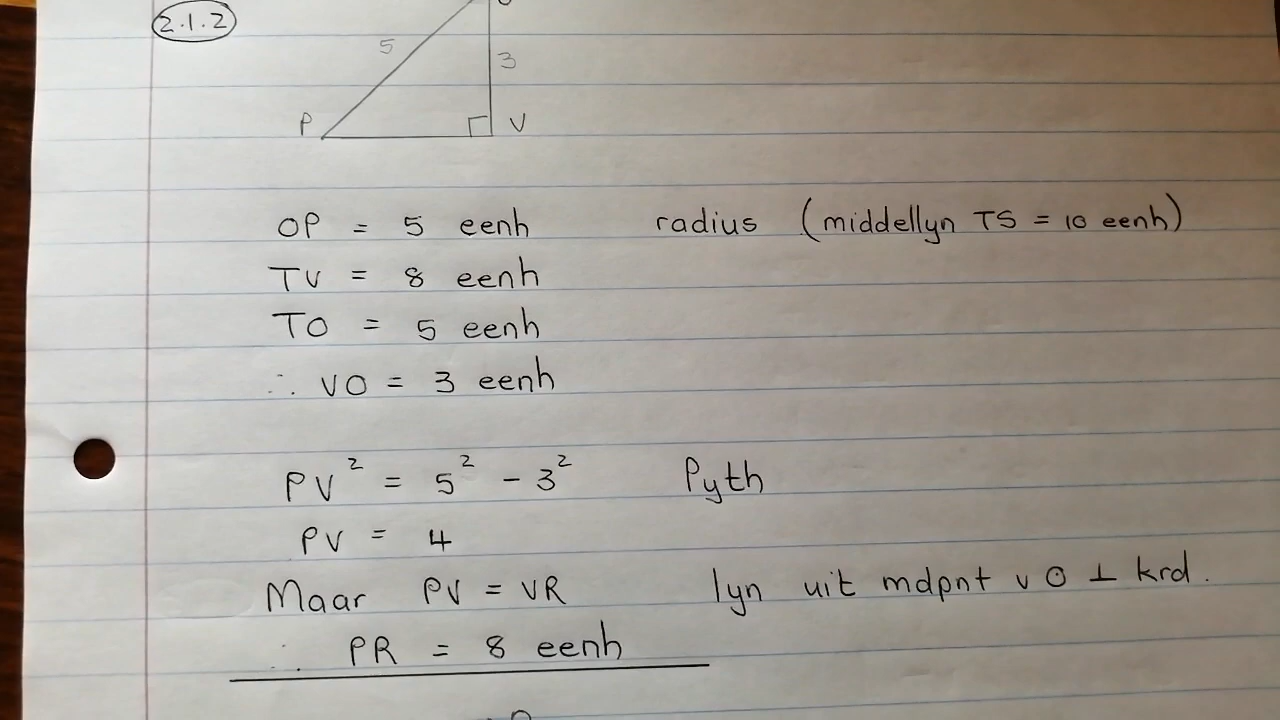 2.1.2
5
3
P
V
OP = 5 eenh radius (middellyn TS = 10 eenh)
TV = 8 eenh
TO = 5 eenh
∴ VO = 3 eenh
PV² = 5² - 3² Pyth
PV = 4
Maar PV = VR lyn uit mdpnt v ⊙ ⊥ krd.
∴ PR = 8 eenh